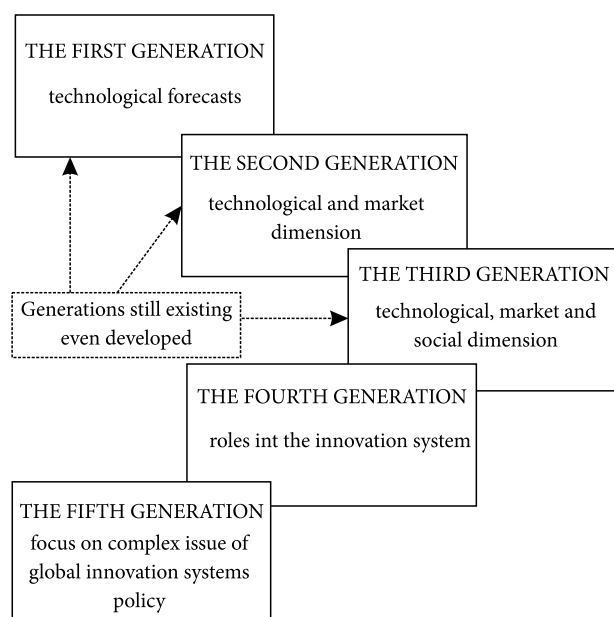 THE FIRST GENERATION
technological forecasts
THE SECOND GENERATION
technological and market
dimension
THE THIRD GENERATION
technological, market and
social dimension
Generations still existing
even developed
THE FOURTH GENERATION
roles int the innovation system
THE FIFTH GENERATION
focus on complex issue of
global innovation systems
policy